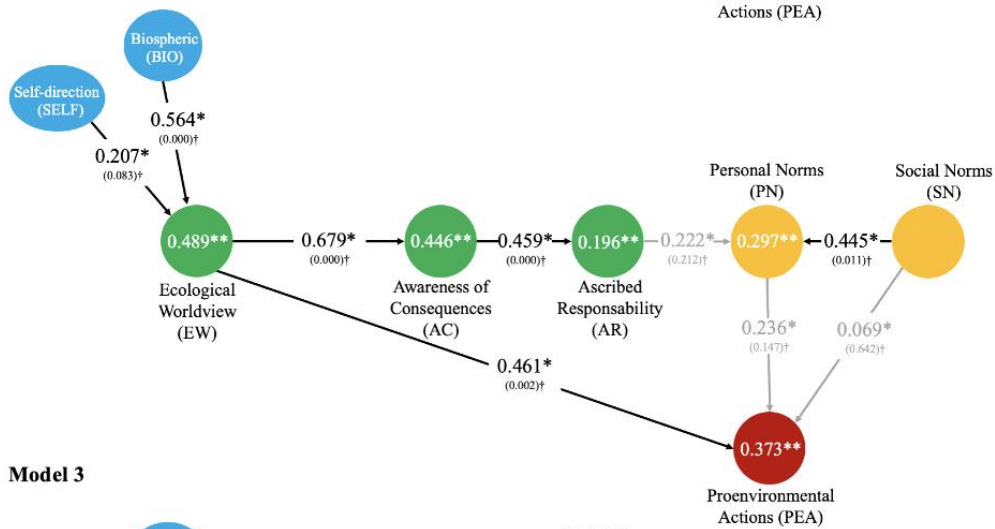 Actions (PEA)
Biospheric
(BIO)
Self-direction
(SELF)
0.564*
(0.000)†
0.207*
(0.083)†
Personal Norms
(PN)
Social Norms
(SN)
0.489**
0.679*
(0.000)†
0.446**
0.459*
(0.000)†
0.196**
0.222*
(0.212)†
0.297**
0.445*
(0.011)†
Ecological
Worldview
(EW)
Awareness of
Consequences
(AC)
Ascribed
Responsability
(AR)
0.236*
(0.147)†
0.069*
(0.642)†
0.461*
(0.002)†
0.373**
Model 3
Proenvironmental
Actions (PEA)